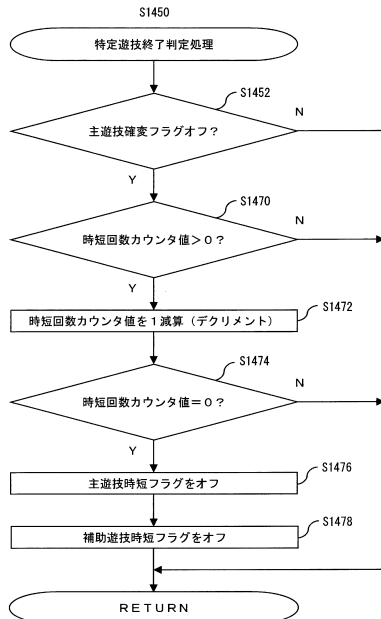 S1450
特定遊技終了判定処理
S1452
主遊技確変フラグオフ？
N
Y
S1470
時短回数カウンタ値＞０？
N
Y
S1472
時短回数カウンタ値を１減算（デクリメント）
S1474
時短回数カウンタ値＝０？
N
Y
S1476
主遊技時短フラグをオフ
S1478
補助遊技時短フラグをオフ
ＲＥＴＵＲＮ